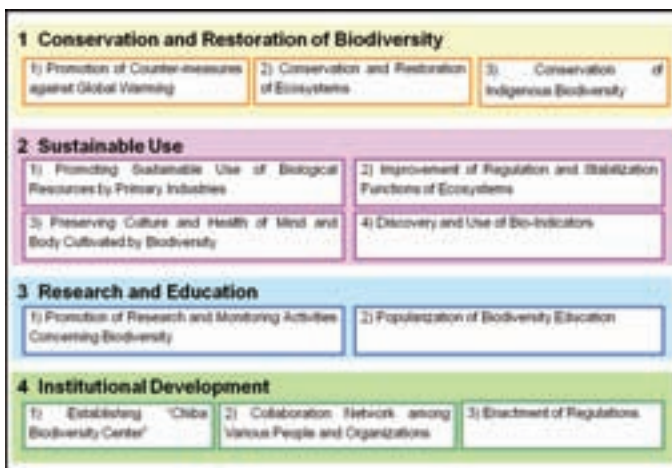 1 Conservation and Restoration of Biodiversity
1) Promotion of Counter-measures
against Global Warming
2) Conservation and Restoration
of Ecosystems
3) Conservation of
Indigenous Biodiversity
2 Sustainable Use
1) Promoting Sustainable Use of Biological
Resources by Primary Industries
2) Improvement of Regulation and Stabilization
Functions of Ecosystems
3) Preserving Culture and Health of Mind and
Body Cultivated by Biodiversity
4) Discovery and Use of Bio-Indicators
3 Research and Education
1) Promotion of Research and Monitoring Activities
Concerning Biodiversity
2) Popularization of Biodiversity Education
4 Institutional Development
1) Establishing "Chiba
Biodiversity Center"
2) Collaboration Network among
Various People and Organizations
3) Enactment of Regulations